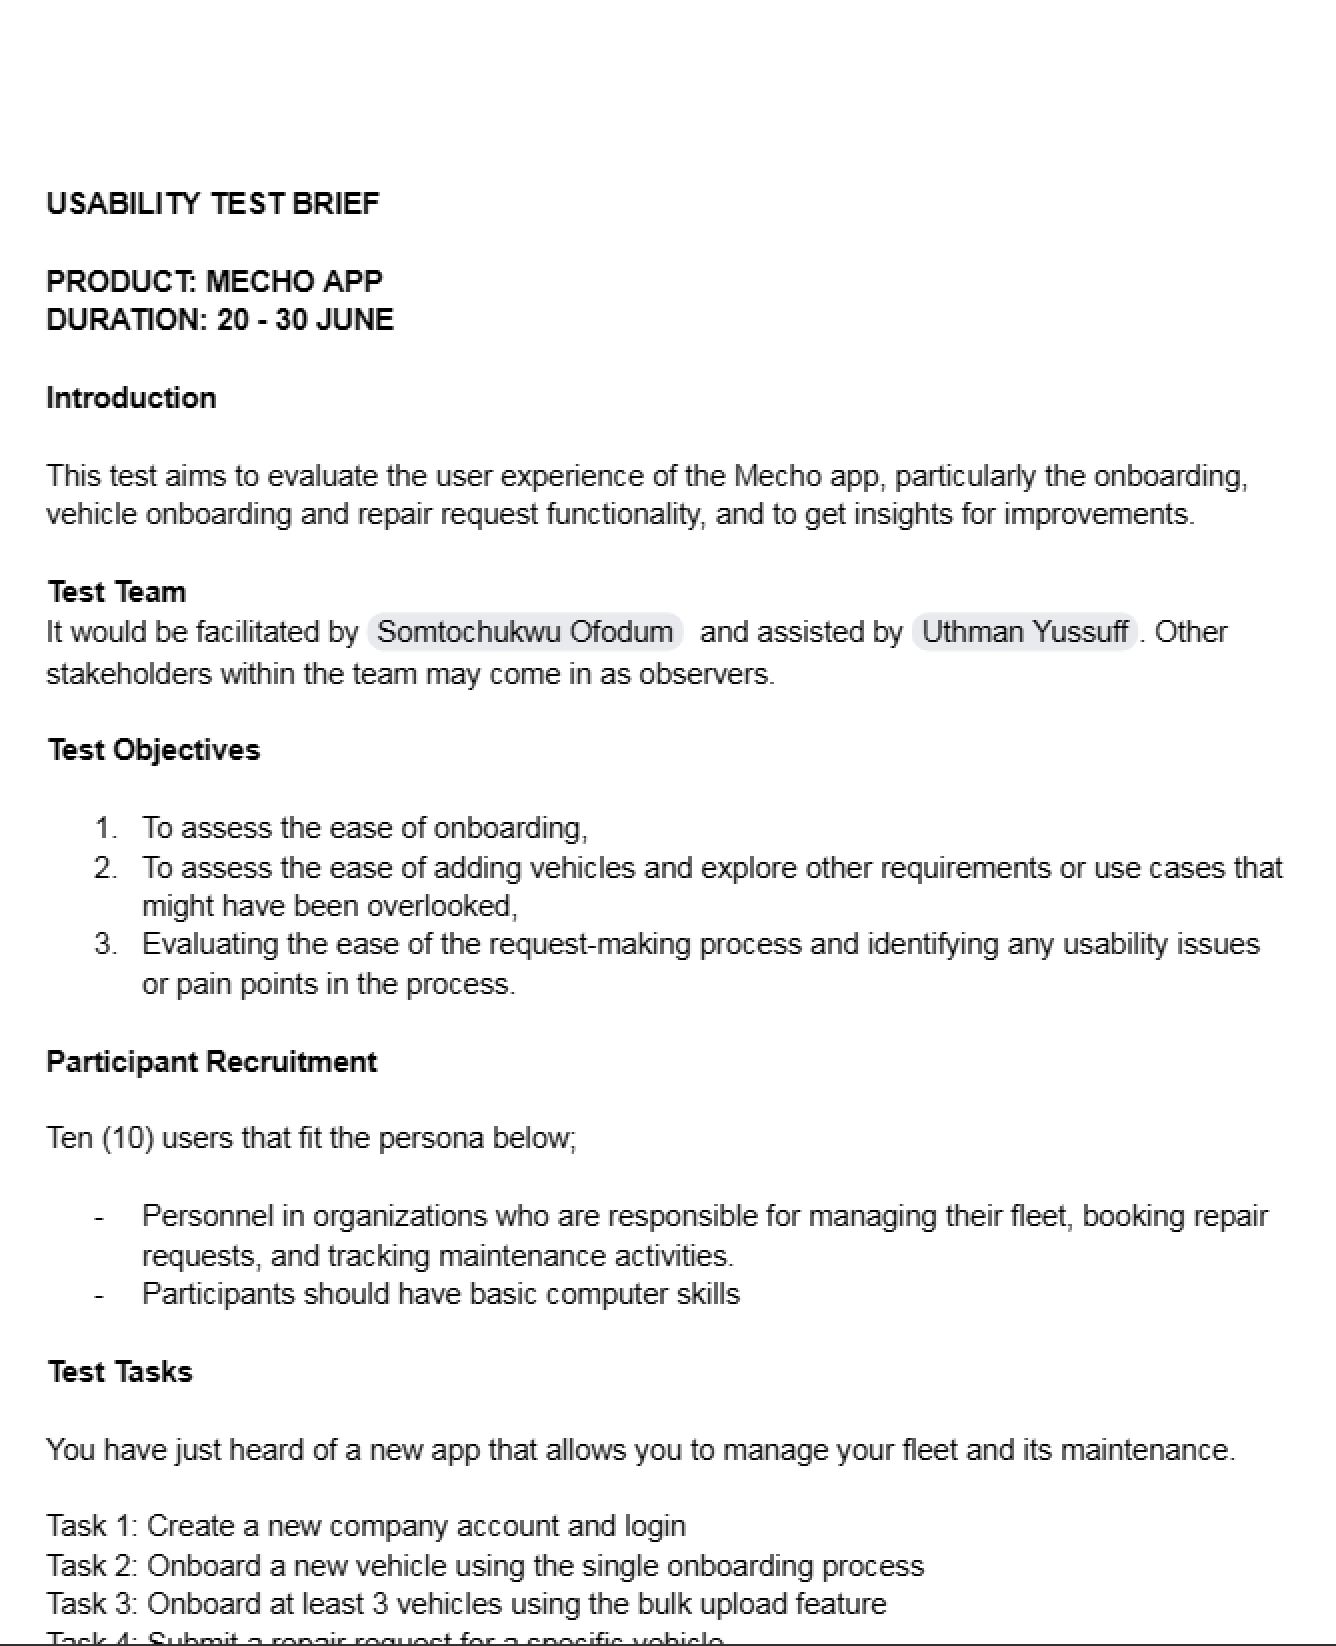 USABILITY TEST BRIEF
PRODUCT: MECHO APP
DURATION: 20 - 30 JUNE
Introduction
This test aims to evaluate the user experience of the Mecho app, particularly the onboarding,
vehicle onboarding and repair request functionality, and to get insights for improvements.
Test Team
It would be facilitated by Somtochukwu Ofodum and assisted by Uthman Yussuff . Other
stakeholders within the team may come in as observers.
Test Objectives
1. To assess the ease of onboarding,
2. To assess the ease of adding vehicles and explore other requirements or use cases that
might have been overlooked,
3. Evaluating the ease of the request-making process and identifying any usability issues
or pain points in the process.
Participant Recruitment
Ten (10) users that fit the persona below;
- Personnel in organizations who are responsible for managing their fleet, booking repair
requests, and tracking maintenance activities.
- Participants should have basic computer skills
Test Tasks
You have just heard of a new app that allows you to manage your fleet and its maintenance.
Task 1: Create a new company account and login
Task 2: Onboard a new vehicle using the single onboarding process
Task 3: Onboard at least 3 vehicles using the bulk upload feature
Task 4: Submit a repair request for a specific vehicle